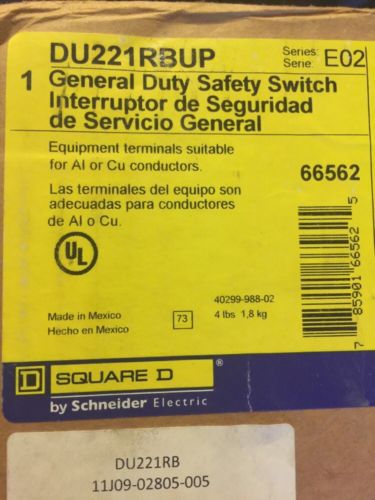 DU221RBUP
Series:
Serie:
E02
1
General Duty Safety Switch
Interruptor de Seguridad
de Servicio General
Equipment terminals suitable
for Al or Cu conductors.
66562
Las terminales del equipo son
adecuadas para conductores
de Al o Cu.
UL
®
7 85901 66562 5
40299-988-02
Made in Mexico
Hecho en Mexico
73
4 lbs 1,8 kg
D SQUARE D ®
by Schneider Electric
DU221RB
11J09-02805-005